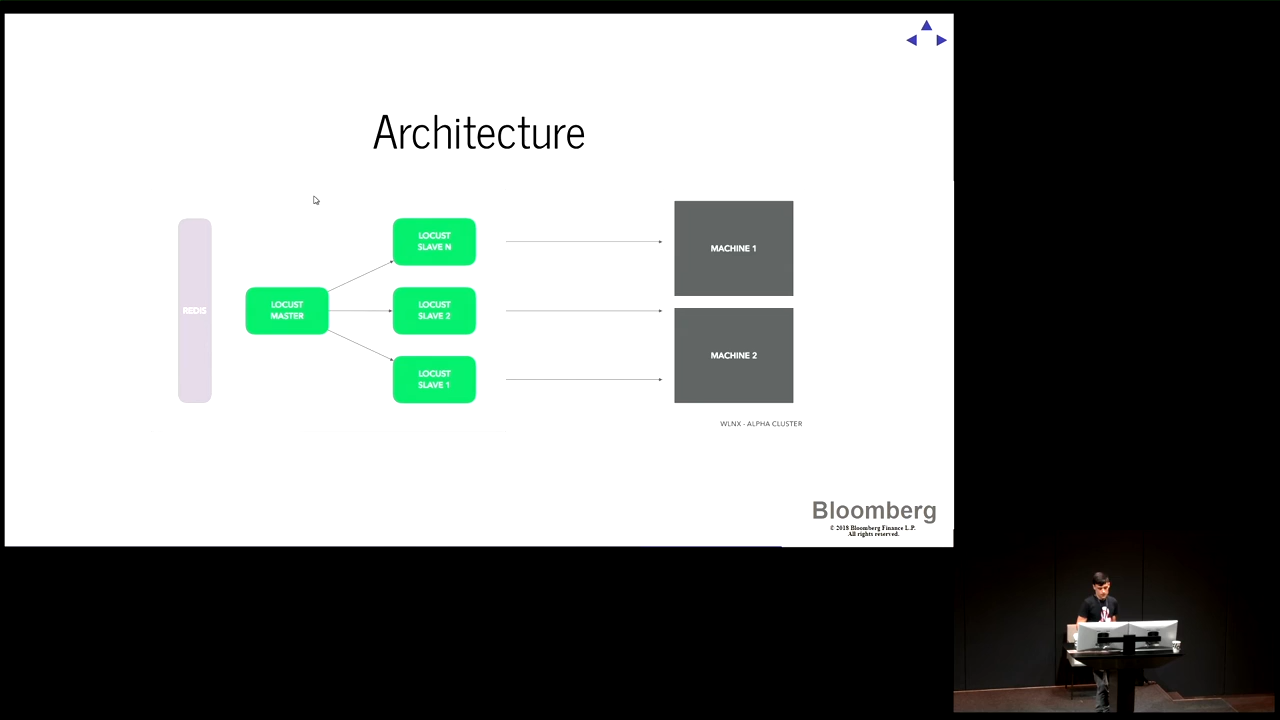 Architecture
LOCUST
SLAVE N
MACHINE 1
REDIS
LOCUST
MASTER
LOCUST
SLAVE 2
MACHINE 2
LOCUST
SLAVE 1
WLNX - ALPHA CLUSTER
Bloomberg
© 2018 Bloomberg Finance L.P.
All rights reserved.